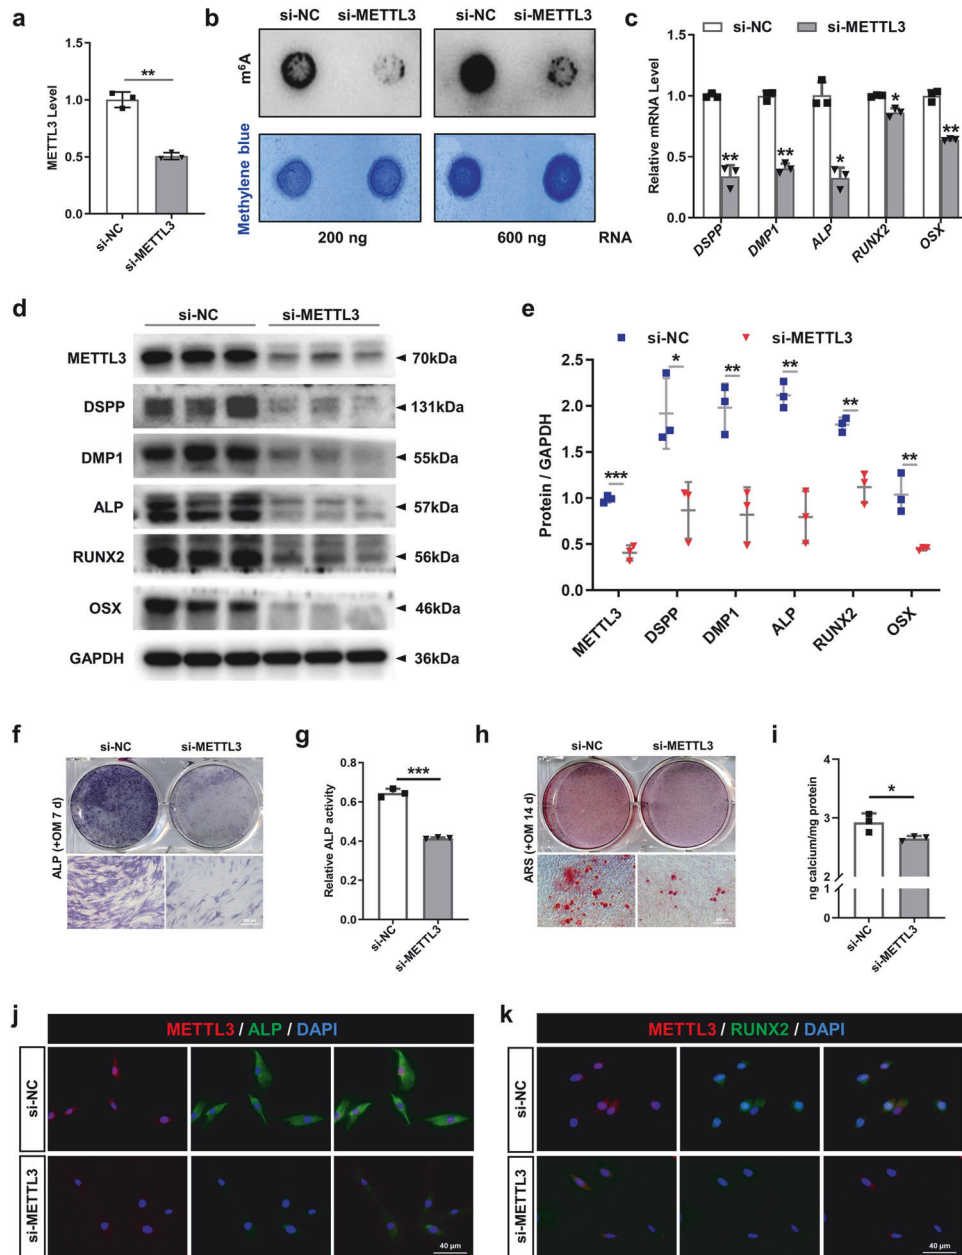 a
METTL3 Level
1.5
1.0
0.5
0.0
**
si-NC
si-METTL3
b
si-NC si-METTL3 si-NC si-METTL3
m⁶A
Methylene blue
200 ng 600 ng RNA
c
si-NC si-METTL3
Relative mRNA Level
1.5
1.0
0.5
0.0
** ** * * **
DSPP DMP1 ALP RUNX2 OSX
d
si-NC si-METTL3
METTL3 70kDa
DSPP 131kDa
DMP1 55kDa
ALP 57kDa
RUNX2 56kDa
OSX 46kDa
GAPDH 36kDa
e
si-NC si-METTL3
Protein / GAPDH
2.5
2.0
1.5
1.0
0.5
0.0
*** * ** ** ** **
METTL3 DSPP DMP1 ALP RUNX2 OSX
f
si-NC si-METTL3
ALP (+OM 7 d)
g
Relative ALP activity
0.8
0.6
0.4
0.2
0.0
***
si-NC
si-METTL3
h
si-NC si-METTL3
ARS (+OM 14 d)
i
ng calcium/mg protein
3
2
1
0
*
si-NC
si-METTL3
j
METTL3 / ALP / DAPI
si-NC
si-METTL3
40 μm
k
METTL3 / RUNX2 / DAPI
si-NC
si-METTL3
40 μm